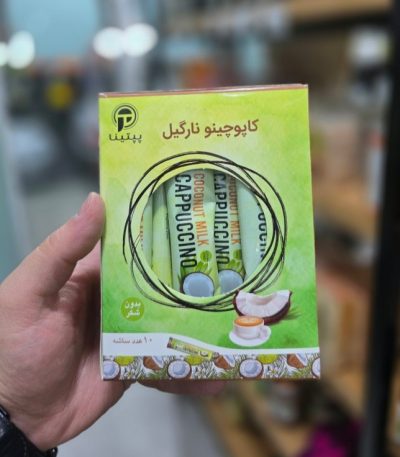 پپتینا
کاپوچینو نارگیل
COCONUT MILK
CAPPUCCINO
COCONUT MILK
CAPPUCCINO
بدون
شکر
۱۰ عدد ساشه